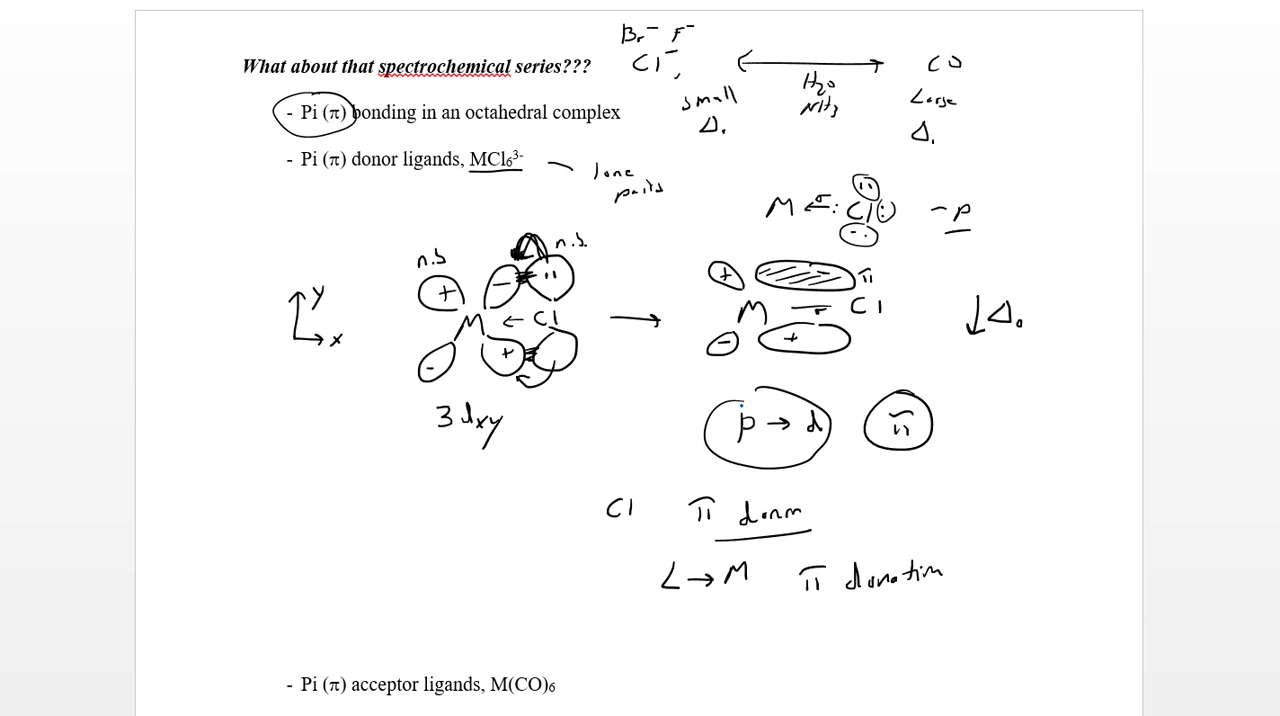 Br⁻ F⁻
What about that spectrochemical series???
Cl⁻, ⟷ CO
H₂O
NH₃
small
Δ.
Large
Δ.
- Pi (π) bonding in an octahedral complex
- Pi (π) donor ligands, MCl₆³⁻ – lone
pairs
M ←σ : Cl : – p
n.b n.b.
+ - ··
y
x
M ← Cl →
- +
+ π
M σ Cl
- +
↓Δ₀
3dxy
p → d π
Cl π donor
L → M π donation
- Pi (π) acceptor ligands, M(CO)₆